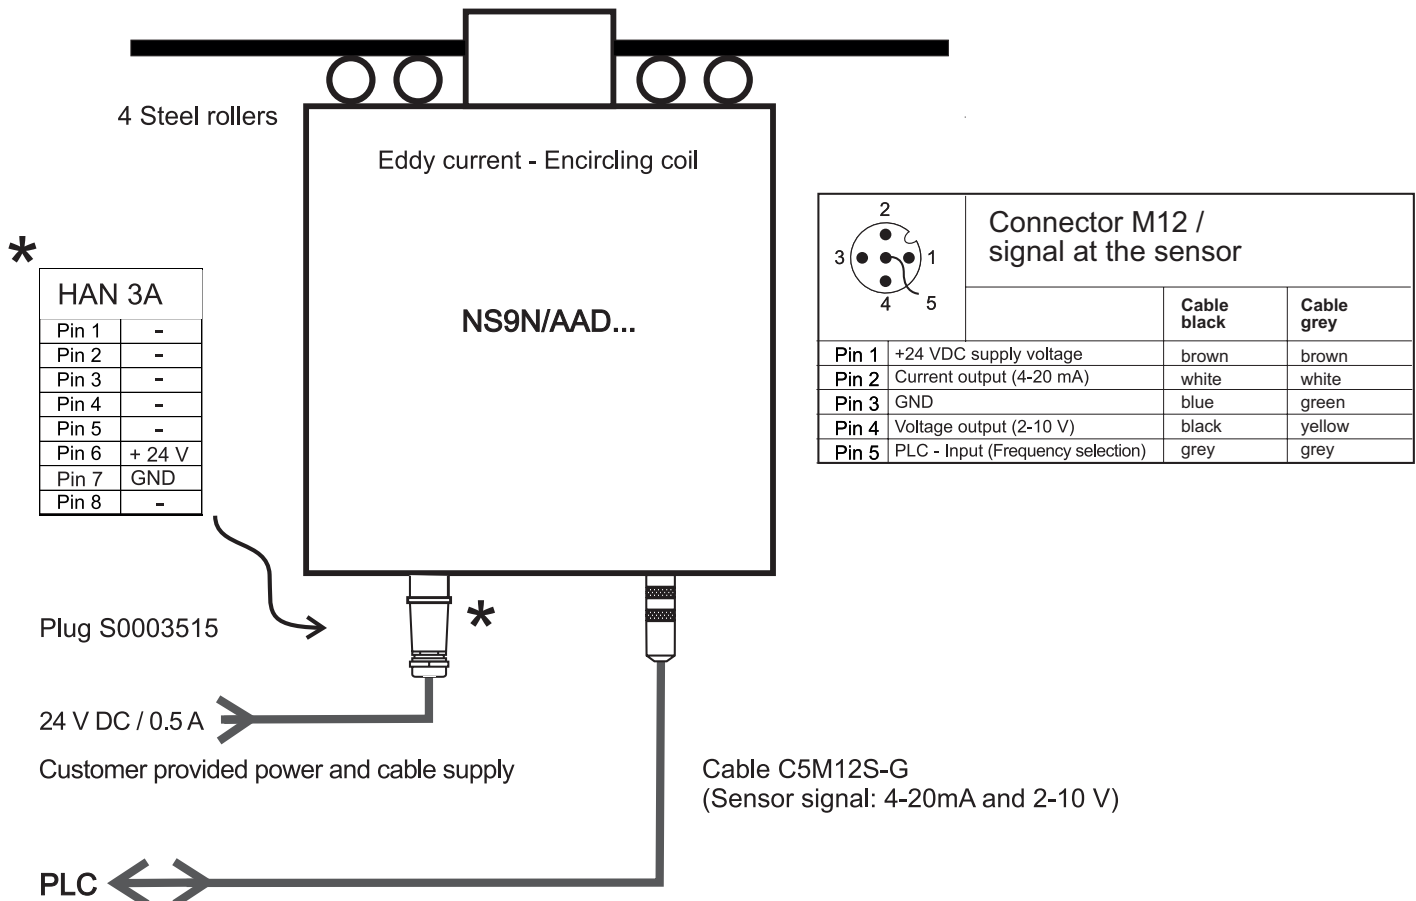 4 Steel rollers
Eddy current - Encircling coil
NS9N/AAD...
*
HAN 3A
Pin 1 -
Pin 2 -
Pin 3 -
Pin 4 -
Pin 5 -
Pin 6 + 24 V
Pin 7 GND
Pin 8 -
2
3 1
4 5
Connector M12 /
signal at the sensor
Cable black Cable grey
Pin 1 +24 VDC supply voltage brown brown
Pin 2 Current output (4-20 mA) white white
Pin 3 GND blue green
Pin 4 Voltage output (2-10 V) black yellow
Pin 5 PLC - Input (Frequency selection) grey grey
*
Plug S0003515
24 V DC / 0.5 A
Customer provided power and cable supply
Cable C5M12S-G
(Sensor signal: 4-20mA and 2-10 V)
PLC